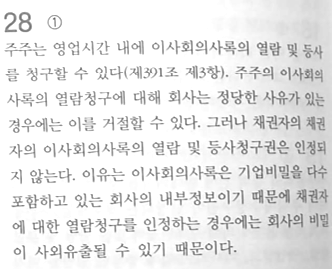 28 ①
주주는 영업시간 내에 이사회의사록의 열람 및 등사
를 청구할 수 있다(제391조 제3항). 주주의 이사회의
사록의 열람청구에 대해 회사는 정당한 사유가 있는
경우에는 이를 거절할 수 있다. 그러나 채권자의 채권
자의 이사회의사록의 열람 및 등사청구권은 인정되
지 않는다. 이유는 이사회의사록은 기업비밀을 다수
포함하고 있는 회사의 내부정보이기 때문에 채권자
에 대한 열람청구를 인정하는 경우에는 회사의 비밀
이 사외유출될 수 있기 때문이다.